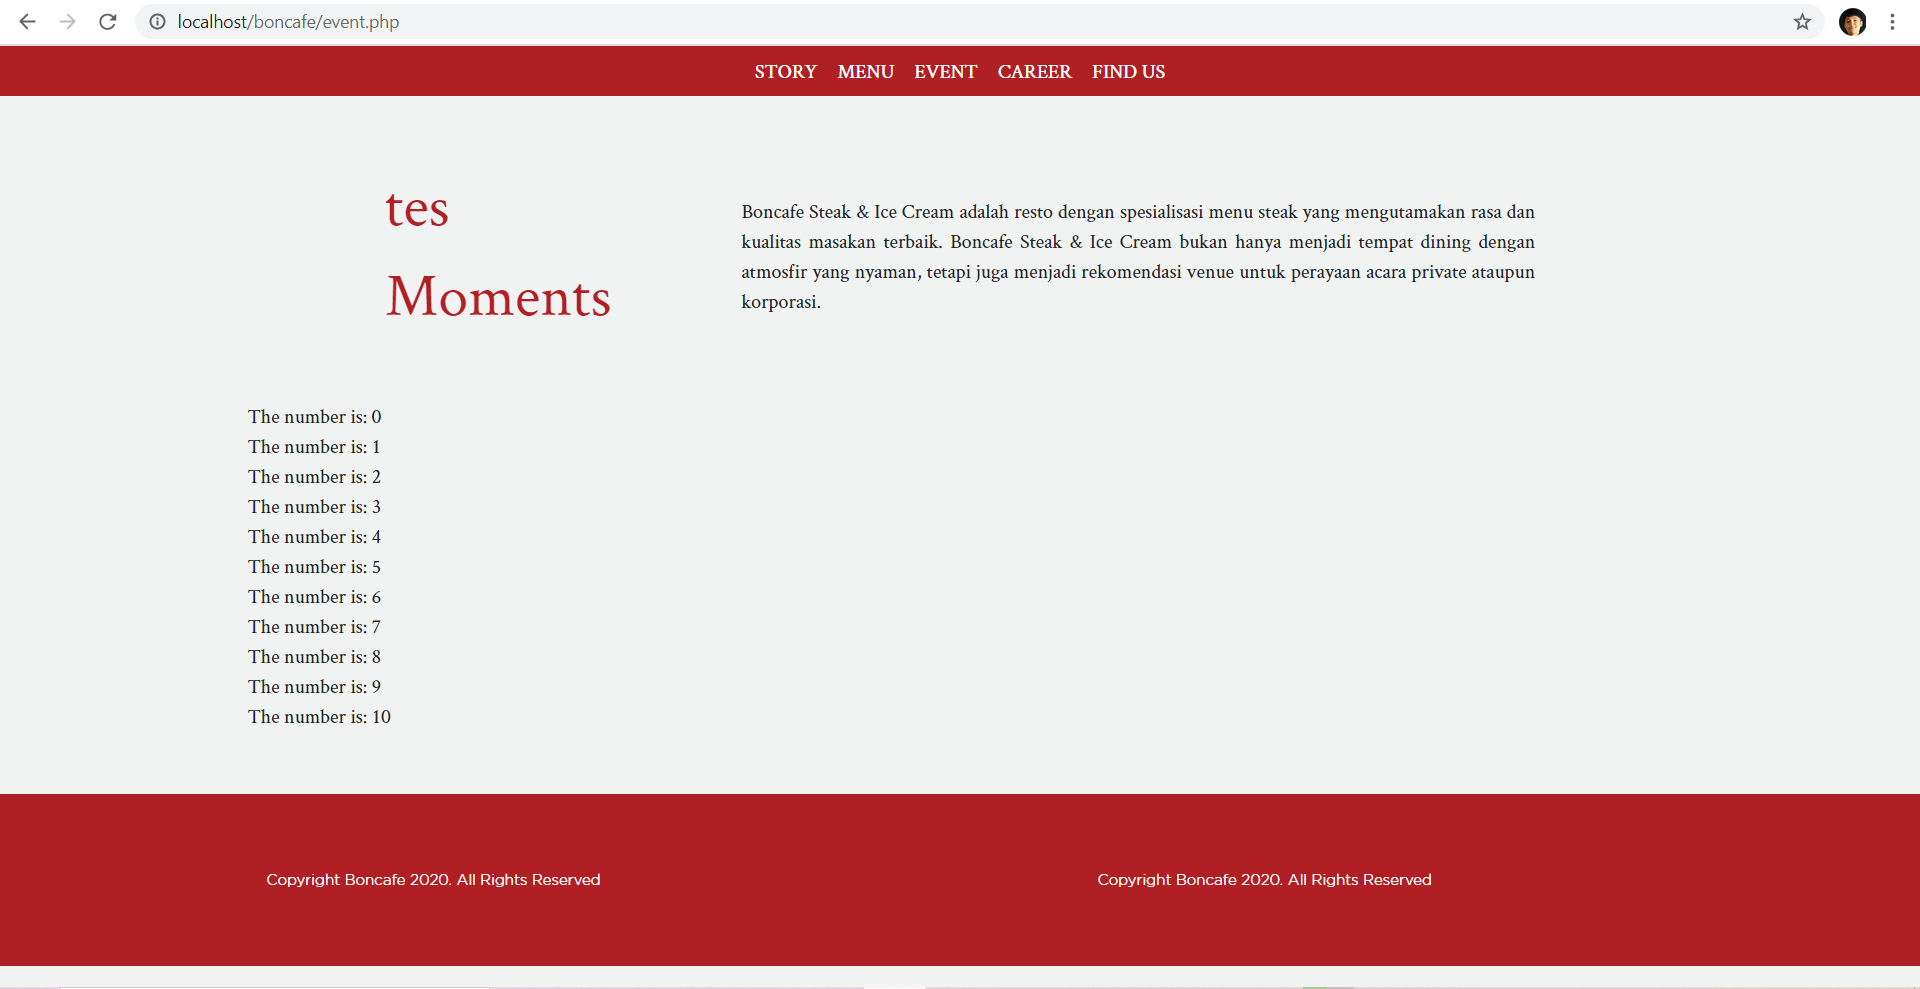 localhost/boncafe/event.php
STORY MENU EVENT CAREER FIND US
tes
Moments
Boncafe Steak & Ice Cream adalah resto dengan spesialisasi menu steak yang mengutamakan rasa dan
kualitas masakan terbaik. Boncafe Steak & Ice Cream bukan hanya menjadi tempat dining dengan
atmosfir yang nyaman, tetapi juga menjadi rekomendasi venue untuk perayaan acara private ataupun
korporasi.
The number is: 0
The number is: 1
The number is: 2
The number is: 3
The number is: 4
The number is: 5
The number is: 6
The number is: 7
The number is: 8
The number is: 9
The number is: 10
Copyright Boncafe 2020. All Rights Reserved
Copyright Boncafe 2020. All Rights Reserved